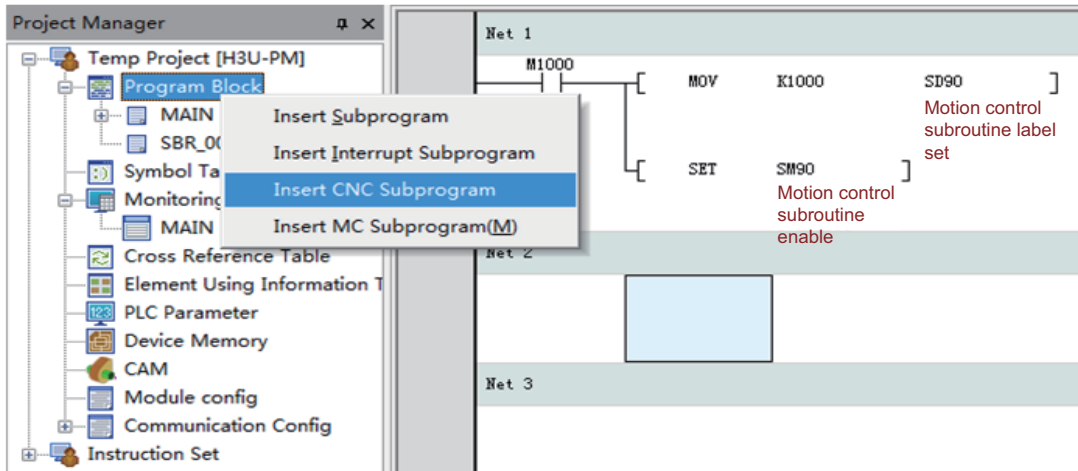 Project Manager
Temp Project [H3U-PM]
Program Block
MAIN
SBR_00
Symbol Ta
Monitoring
MAIN
Cross Reference Table
Element Using Information T
PLC Parameter
Device Memory
CAM
Module config
Communication Config
Instruction Set
Insert Subprogram
Insert Interrupt Subprogram
Insert CNC Subprogram
Insert MC Subprogram(M)
Net 1
M1000
MOV K1000 SD90
Motion control
subroutine label
set
SET SM90
Motion control
subroutine
enable
Net 2
Net 3